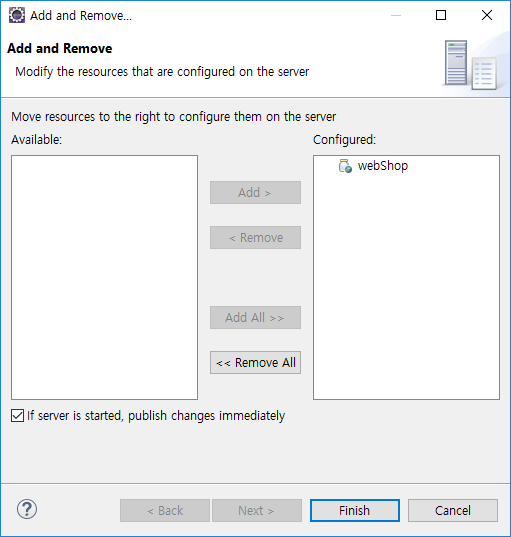 Add and Remove...
Add and Remove
Modify the resources that are configured on the server
Move resources to the right to configure them on the server
Available:
Configured:
webShop
Add >
< Remove
Add All >>
<< Remove All
If server is started, publish changes immediately
?
< Back
Next >
Finish
Cancel